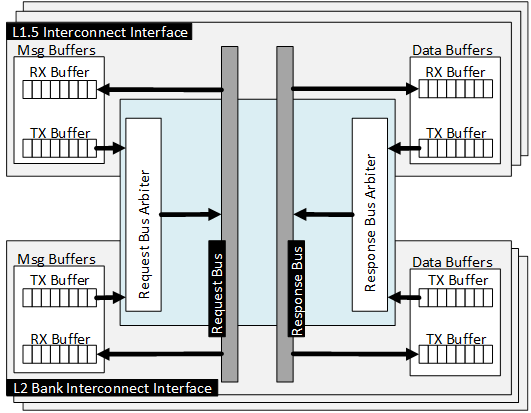 L1.5 Interconnect Interface
Msg Buffers
Data Buffers
RX Buffer
RX Buffer
TX Buffer
TX Buffer
Request Bus Arbiter
Request Bus
Response Bus
Response Bus Arbiter
Msg Buffers
Data Buffers
TX Buffer
TX Buffer
RX Buffer
TX Buffer
L2 Bank Interconnect Interface